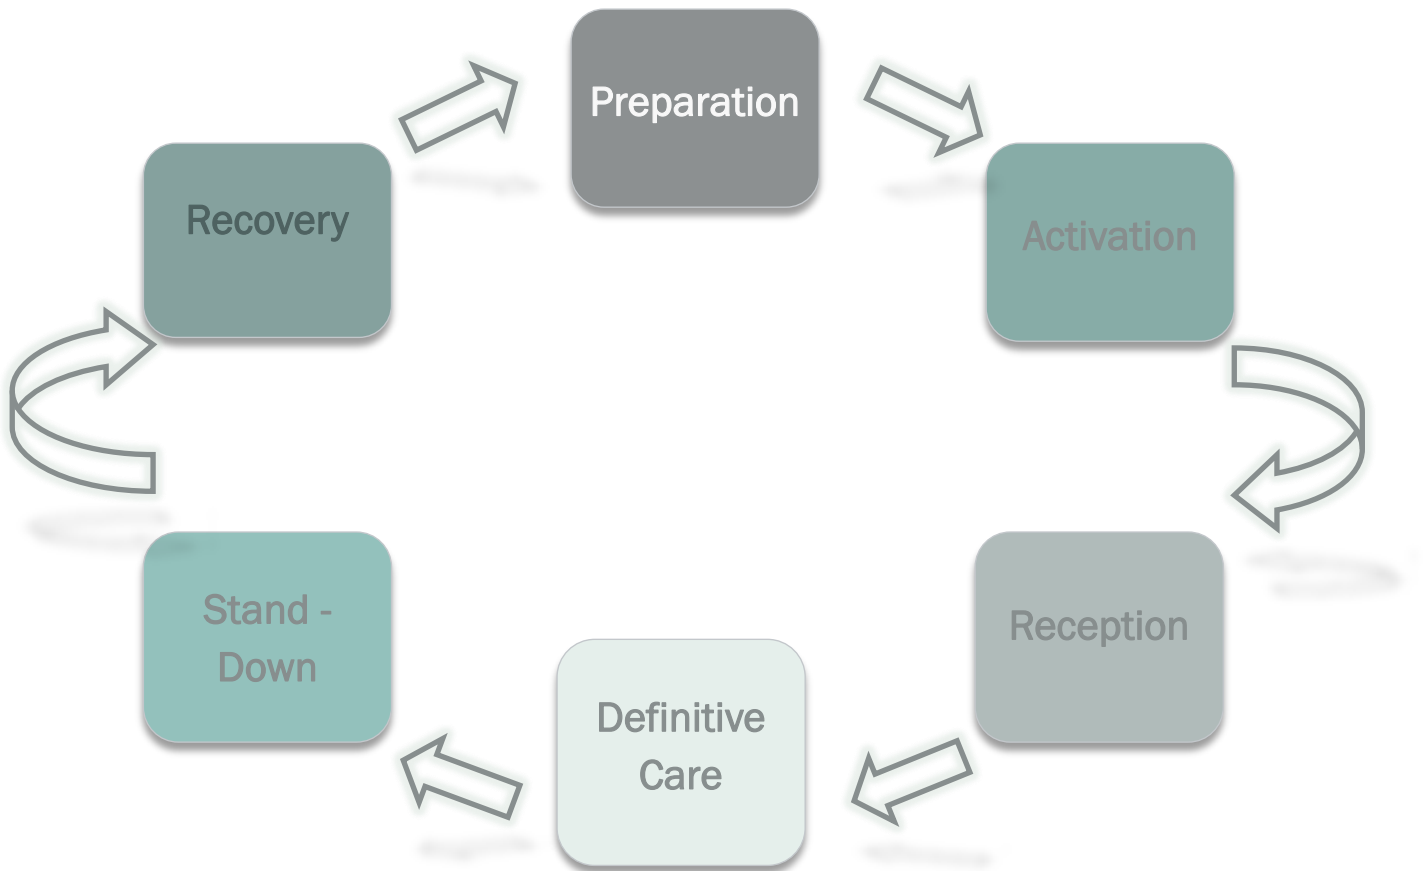 Preparation
Activation
Reception
Definitive
Care
Stand -
Down
Recovery